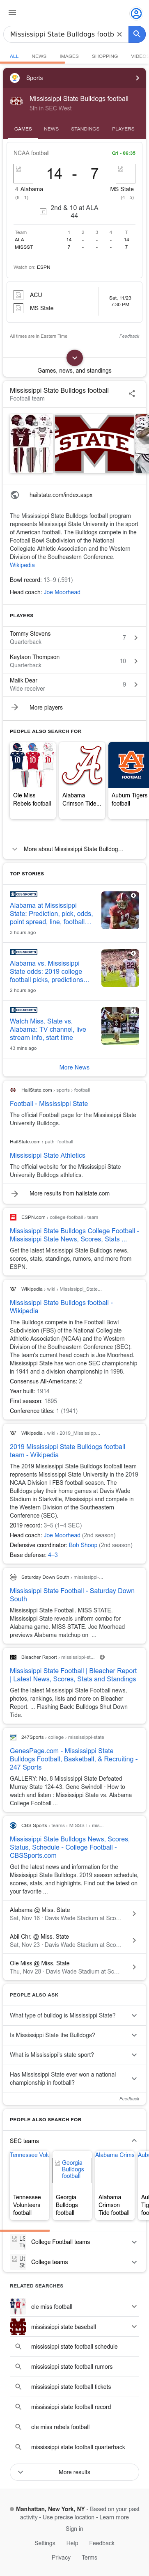 Mississippi State Bulldogs footb
ALL NEWS IMAGES SHOPPING VIDEO
Sports
Mississippi State Bulldogs football
5th in SEC West
GAMES NEWS STANDINGS PLAYERS
NCAA football Q1 - 06:35
14 - 7
4 Alabama MS State
2nd & 10 at ALA
44
Team 1 2 3 4 T
ALA 14 - - - 14
MISSST 7 - - - 7
Watch on: ESPN
ACU
MS State
Sat, 11/23
7:30 PM
All times are in Eastern Time Feedback
Games, news, and standings
Mississippi State Bulldogs football
Football team
hailstate.com/index.aspx
The Mississippi State Bulldogs football program
represents Mississippi State University in the sport
of American football. The Bulldogs compete in the
Football Bowl Subdivision of the National
Collegiate Athletic Association and the Western
Division of the Southeastern Conference.
Wikipedia
Bowl record: 13–9 (.591)
Head coach: Joe Moorhead
PLAYERS
Tommy Stevens
Quarterback
7
Keytaon Thompson
Quarterback
10
Malik Dear
Wide receiver
9
More players
PEOPLE ALSO SEARCH FOR
Ole Miss
Rebels football
Alabama
Crimson Tide...
Auburn Tigers
football
More about Mississippi State Bulldog...
TOP STORIES
CBS SPORTS
Alabama at Mississippi
State: Prediction, pick, odds,
point spread, line, football...
3 hours ago
CBS SPORTS
Alabama vs. Mississippi
State odds: 2019 college
football picks, predictions...
2 hours ago
CBS SPORTS
Watch Miss. State vs.
Alabama: TV channel, live
stream info, start time
43 mins ago
More News
HailState.com › sports › football
Football - Mississippi State
The official Football page for the Mississippi State
University Bulldogs.
HailState.com › path=football
Mississippi State Athletics
The official website for the Mississippi State
University Bulldogs athletics.
More results from hailstate.com
ESPN.com › college-football › team
Mississippi State Bulldogs College Football -
Mississippi State News, Scores, Stats ...
Get the latest Mississippi State Bulldogs news,
scores, stats, standings, rumors, and more from
ESPN.
Wikipedia › wiki › Mississippi_State...
Mississippi State Bulldogs football -
Wikipedia
The Bulldogs compete in the Football Bowl
Subdivision (FBS) of the National Collegiate
Athletic Association (NCAA) and the Western
Division of the Southeastern Conference (SEC).
The team's current head coach is Joe Moorhead.
Mississippi State has won one SEC championship
in 1941 and a division championship in 1998.
Consensus All-Americans: 2
Year built: 1914
First season: 1895
Conference titles: 1 (1941)
Wikipedia › wiki › 2019_Mississipp...
2019 Mississippi State Bulldogs football
team - Wikipedia
The 2019 Mississippi State Bulldogs football team
represents Mississippi State University in the 2019
NCAA Division I FBS football season. The
Bulldogs play their home games at Davis Wade
Stadium in Starkville, Mississippi and compete in
the Western Division of the Southeastern
Conference (SEC).
2019 record: 3–5 (1–4 SEC)
Head coach: Joe Moorhead (2nd season)
Defensive coordinator: Bob Shoop (2nd season)
Base defense: 4–3
Saturday Down South › mississippi-...
Mississippi State Football - Saturday Down
South
Mississippi State football. MISS STATE.
Mississippi State reveals uniform combo for
Alabama game. MISS STATE. Joe Moorhead
previews Alabama matchup on ...
Bleacher Report › mississippi-st...
Mississippi State Football | Bleacher Report
| Latest News, Scores, Stats and Standings
Get Mississippi State Football latest news, photos,
rankings, rumors, lists and more on Bleacher
Report. ... Flashing Back: Bulldogs Shine Down
Tide.
247Sports › college › mississippi-state
GenesPage.com - Mississippi State
Bulldogs Football, Basketball, & Recruiting -
247 Sports
GALLERY: No. 8 Mississippi State Defeated
Murray State 124-43. Gene Swindoll · How to
watch and listen : Mississippi State vs. Alabama
College Football ...
CBS Sports › teams › MISSST › mis...
Mississippi State Bulldogs News, Scores,
Status, Schedule - College Football -
CBSSports.com
Get the latest news and information for the
Mississippi State Bulldogs. 2019 season schedule,
scores, stats, and highlights. Find out the latest on
your favorite ...
Alabama @ Miss. State
Sat, Nov 16 · Davis Wade Stadium at Sco...
Abil Chr. @ Miss. State
Sat, Nov 23 · Davis Wade Stadium at Sco...
Ole Miss @ Miss. State
Thu, Nov 28 · Davis Wade Stadium at Sc...
PEOPLE ALSO ASK
What type of bulldog is Mississippi State?
Is Mississippi State the Bulldogs?
What is Mississippi's state sport?
Has Mississippi State ever won a national
championship in football?
Feedback
PEOPLE ALSO SEARCH FOR
SEC teams
Tennessee Volu
Tennessee
Volunteers
football
Georgia
Bulldogs
football
Georgia
Bulldogs
football
Alabama Crims
Alabama
Crimson
Tide football
College Football teams
College teams
RELATED SEARCHES
ole miss football
mississippi state baseball
mississippi state football schedule
mississippi state football rumors
mississippi state football tickets
mississippi state football record
ole miss rebels football
mississippi state football quarterback
More results
Manhattan, New York, NY - Based on your past
activity - Use precise location - Learn more
Sign in
Settings Help Feedback
Privacy Terms